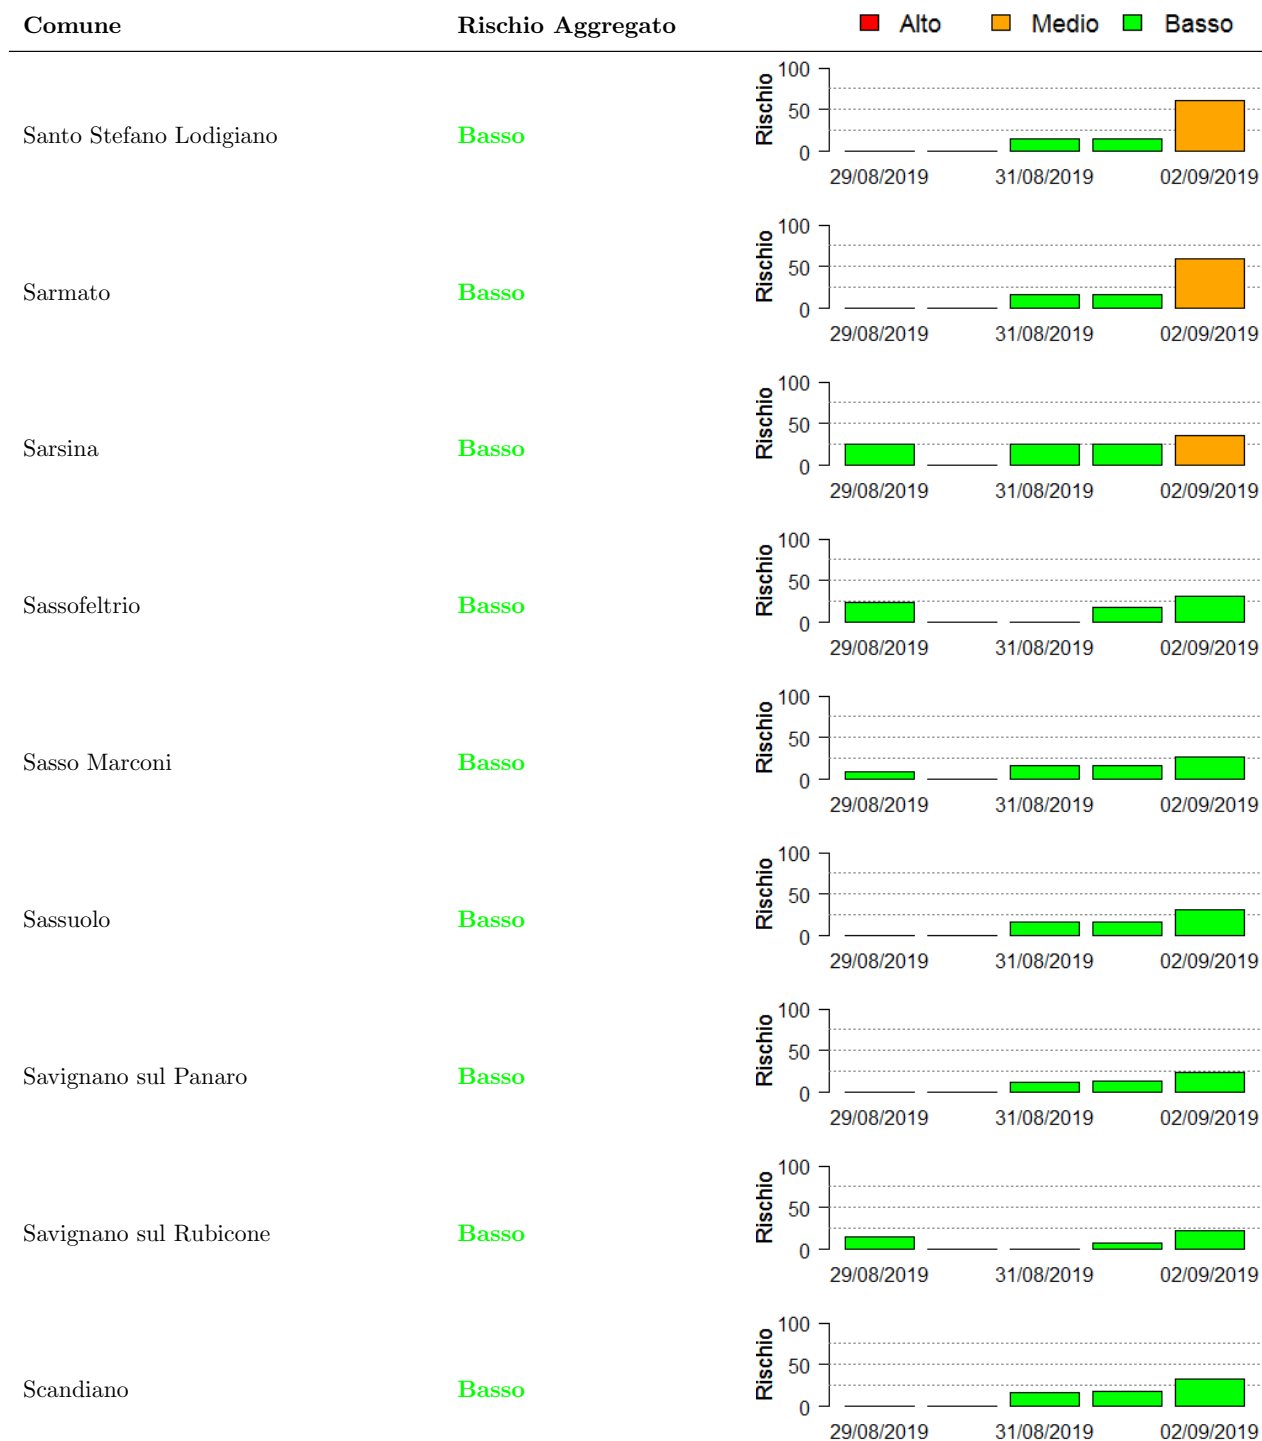 Comune Rischio Aggregato Alto Medio Basso
100
50
0
Rischio
Santo Stefano Lodigiano Basso
29/08/2019 31/08/2019 02/09/2019
100
50
0
Rischio
Sarmato Basso
29/08/2019 31/08/2019 02/09/2019
100
50
0
Rischio
Sarsina Basso
29/08/2019 31/08/2019 02/09/2019
100
50
0
Rischio
Sassofeltrio Basso
29/08/2019 31/08/2019 02/09/2019
100
50
0
Rischio
Sasso Marconi Basso
29/08/2019 31/08/2019 02/09/2019
100
50
0
Rischio
Sassuolo Basso
29/08/2019 31/08/2019 02/09/2019
100
50
0
Rischio
Savignano sul Panaro Basso
29/08/2019 31/08/2019 02/09/2019
100
50
0
Rischio
Savignano sul Rubicone Basso
29/08/2019 31/08/2019 02/09/2019
100
50
0
Rischio
Scandiano Basso
29/08/2019 31/08/2019 02/09/2019